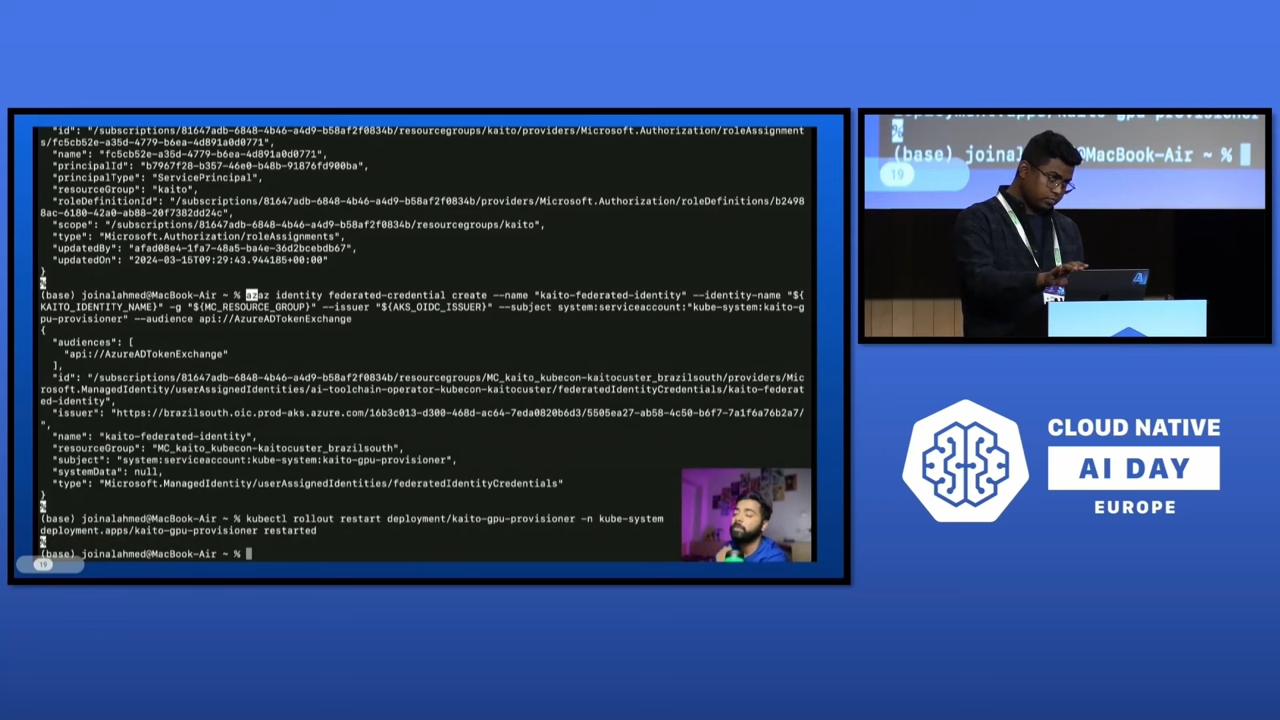 "id": "/subscriptions/81647adb-6848-4b46-a4d9-b58af2f0834b/resourcegroups/kaito/providers/Microsoft.Authorization/roleAssignment
s/fc5cb52e-a35d-4779-b6ea-4d891a0d0771",
"name": "fc5cb52e-a35d-4779-b6ea-4d891a0d0771",
"principalId": "b7967f28-b357-46e0-b48b-91876fd900ba",
"principalType": "ServicePrincipal",
"resourceGroup": "kaito",
"roleDefinitionId": "/subscriptions/81647adb-6848-4b46-a4d9-b58af2f0834b/providers/Microsoft.Authorization/roleDefinitions/b2498
8ac-6180-42a0-ab88-20f7382dd24c",
"scope": "/subscriptions/81647adb-6848-4b46-a4d9-b58af2f0834b/resourcegroups/kaito",
"type": "Microsoft.Authorization/roleAssignments",
"updatedBy": "afad08e4-1fa7-48a5-ba4e-36d2bcebdb67",
"updatedOn": "2024-03-15T09:29:43.944185+00:00"
}
%
(base) joinalahmed@MacBook-Air ~ % azaz identity federated-credential create --name "kaito-federated-identity" --identity-name "${
KAITO_IDENTITY_NAME}" -g "${MC_RESOURCE_GROUP}" --issuer "${AKS_OIDC_ISSUER}" --subject system:serviceaccount:"kube-system:kaito-g
pu-provisioner" --audience api://AzureADTokenExchange
{
"audiences": [
"api://AzureADTokenExchange"
],
"id": "/subscriptions/81647adb-6848-4b46-a4d9-b58af2f0834b/resourcegroups/MC_kaito_kubecon-kaitocuster_brazilsouth/providers/Mic
rosoft.ManagedIdentity/userAssignedIdentities/ai-toolchain-operator-kubecon-kaitocuster/federatedIdentityCredentials/kaito-federat
ed-identity",
"issuer": "https://brazilsouth.oic.prod-aks.azure.com/16b3c013-d300-468d-ac64-7eda0820b6d3/5505ea27-ab58-4c50-b6f7-7a1f6a76b2a7/
",
"name": "kaito-federated-identity",
"resourceGroup": "MC_kaito_kubecon-kaitocuster_brazilsouth",
"subject": "system:serviceaccount:kube-system:kaito-gpu-provisioner",
"systemData": null,
"type": "Microsoft.ManagedIdentity/userAssignedIdentities/federatedIdentityCredentials"
}
%
(base) joinalahmed@MacBook-Air ~ % kubectl rollout restart deployment/kaito-gpu-provisioner -n kube-system
deployment.apps/kaito-gpu-provisioner restarted
%
(base) joinalahmed@MacBook-Air ~ %
19
%
(base) joinal @MacBook-Air ~ %
19
CLOUD NATIVE
AI DAY
EUROPE